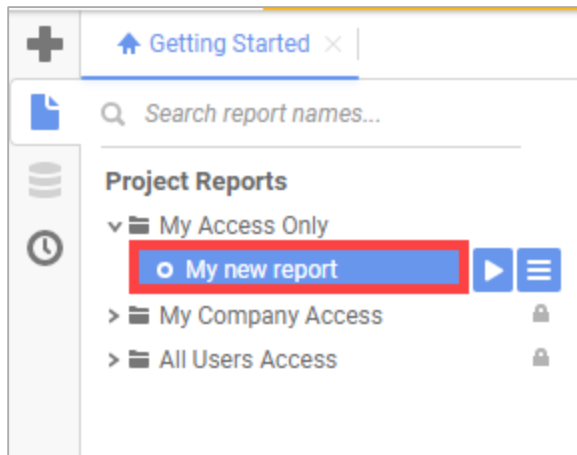 Getting Started
Search report names...
Project Reports
My Access Only
My new report
My Company Access
All Users Access